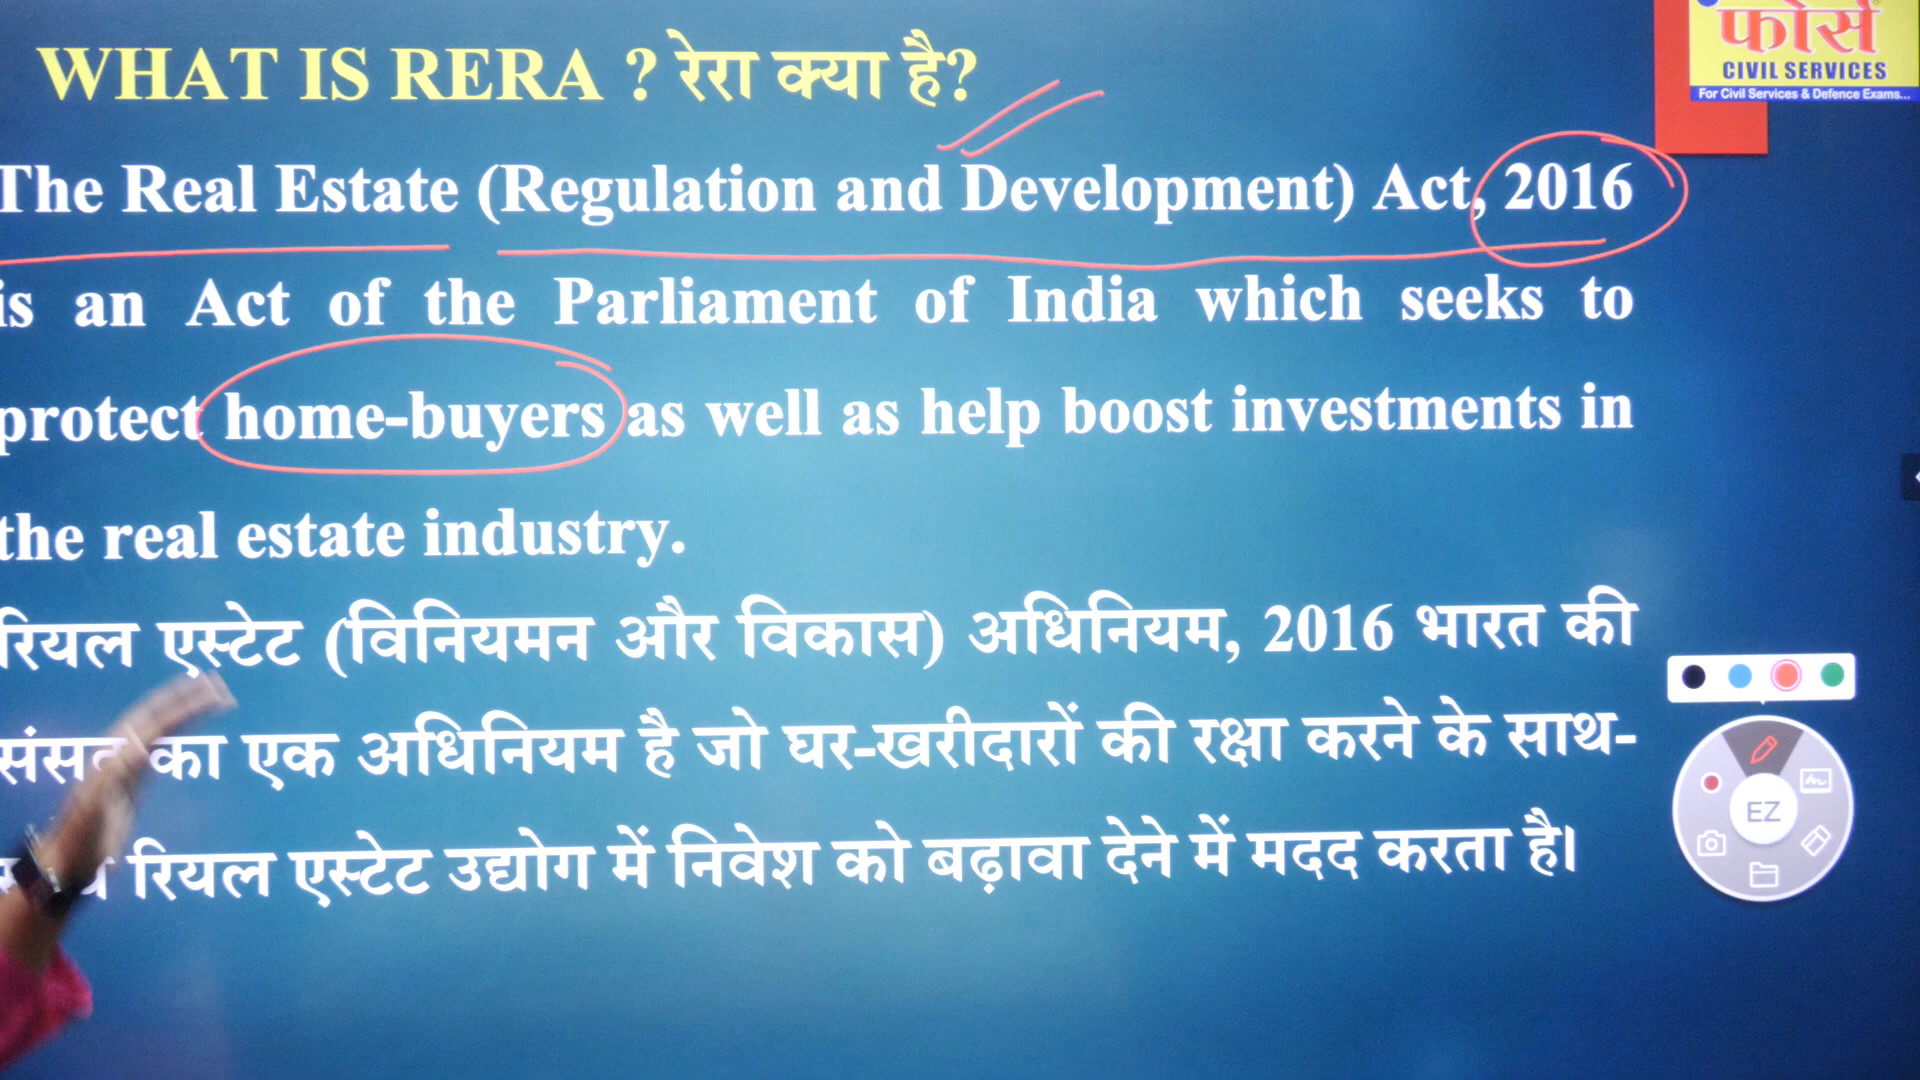 WHAT IS RERA ? रेरा क्या है?
फोर्स
CIVIL SERVICES
For Civil Services & Defence Exams...
The Real Estate (Regulation and Development) Act, 2016
is an Act of the Parliament of India which seeks to
protect home-buyers as well as help boost investments in
the real estate industry.
रियल एस्टेट (विनियमन और विकास) अधिनियम, 2016 भारत की
संसद का एक अधिनियम है जो घर-खरीदारों की रक्षा करने के साथ-
रियल एस्टेट उद्योग में निवेश को बढ़ावा देने में मदद करता है।
EZ